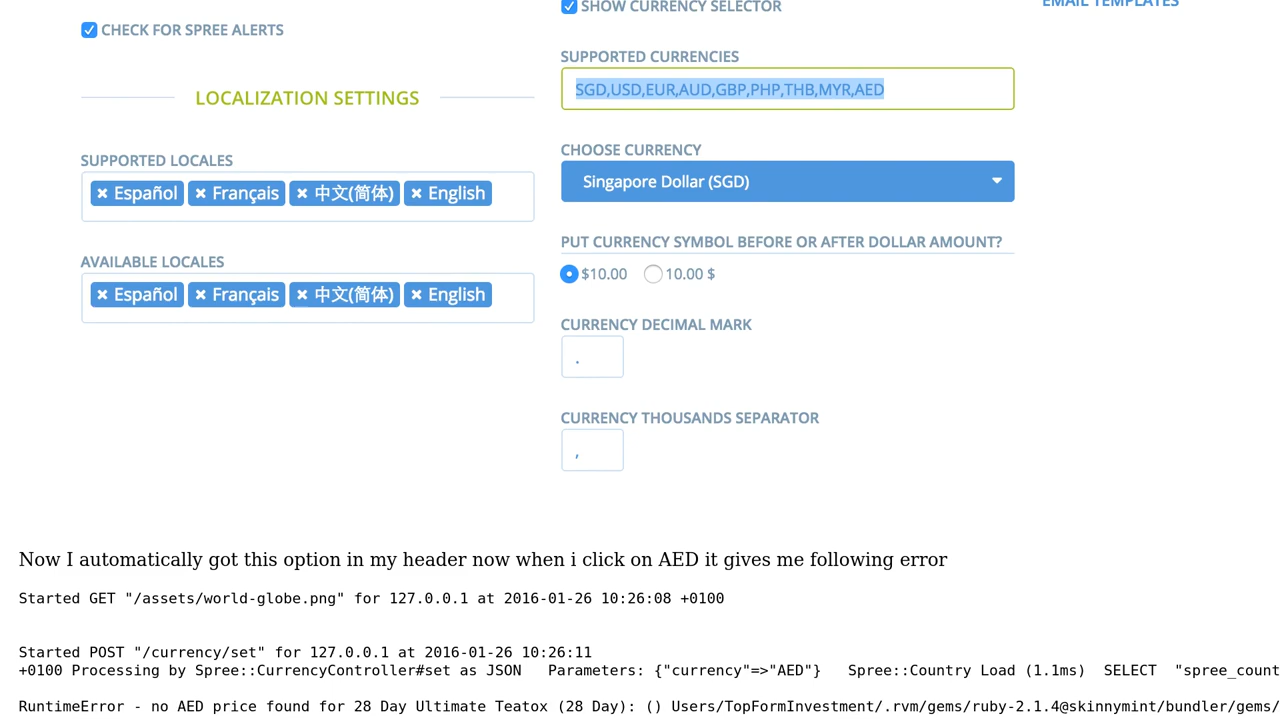 SHOW CURRENCY SELECTOR
EMAIL TEMPLATES
CHECK FOR SPREE ALERTS
SUPPORTED CURRENCIES
SGD,USD,EUR,AUD,GBP,PHP,THB,MYR,AED
LOCALIZATION SETTINGS
CHOOSE CURRENCY
Singapore Dollar (SGD)
SUPPORTED LOCALES
× Español × Français × 中文(简体) × English
PUT CURRENCY SYMBOL BEFORE OR AFTER DOLLAR AMOUNT?
$10.00 10.00 $
AVAILABLE LOCALES
× Español × Français × 中文(简体) × English
CURRENCY DECIMAL MARK
.
CURRENCY THOUSANDS SEPARATOR
,
Now I automatically got this option in my header now when i click on AED it gives me following error
Started GET "/assets/world-globe.png" for 127.0.0.1 at 2016-01-26 10:26:08 +0100
Started POST "/currency/set" for 127.0.0.1 at 2016-01-26 10:26:11
+0100 Processing by Spree::CurrencyController#set as JSON   Parameters: {"currency"=>"AED"}   Spree::Country Load (1.1ms)  SELECT  "spree_count
RuntimeError - no AED price found for 28 Day Ultimate Teatox (28 Day): () Users/TopFormInvestment/.rvm/gems/ruby-2.1.4@skinnymint/bundler/gems/